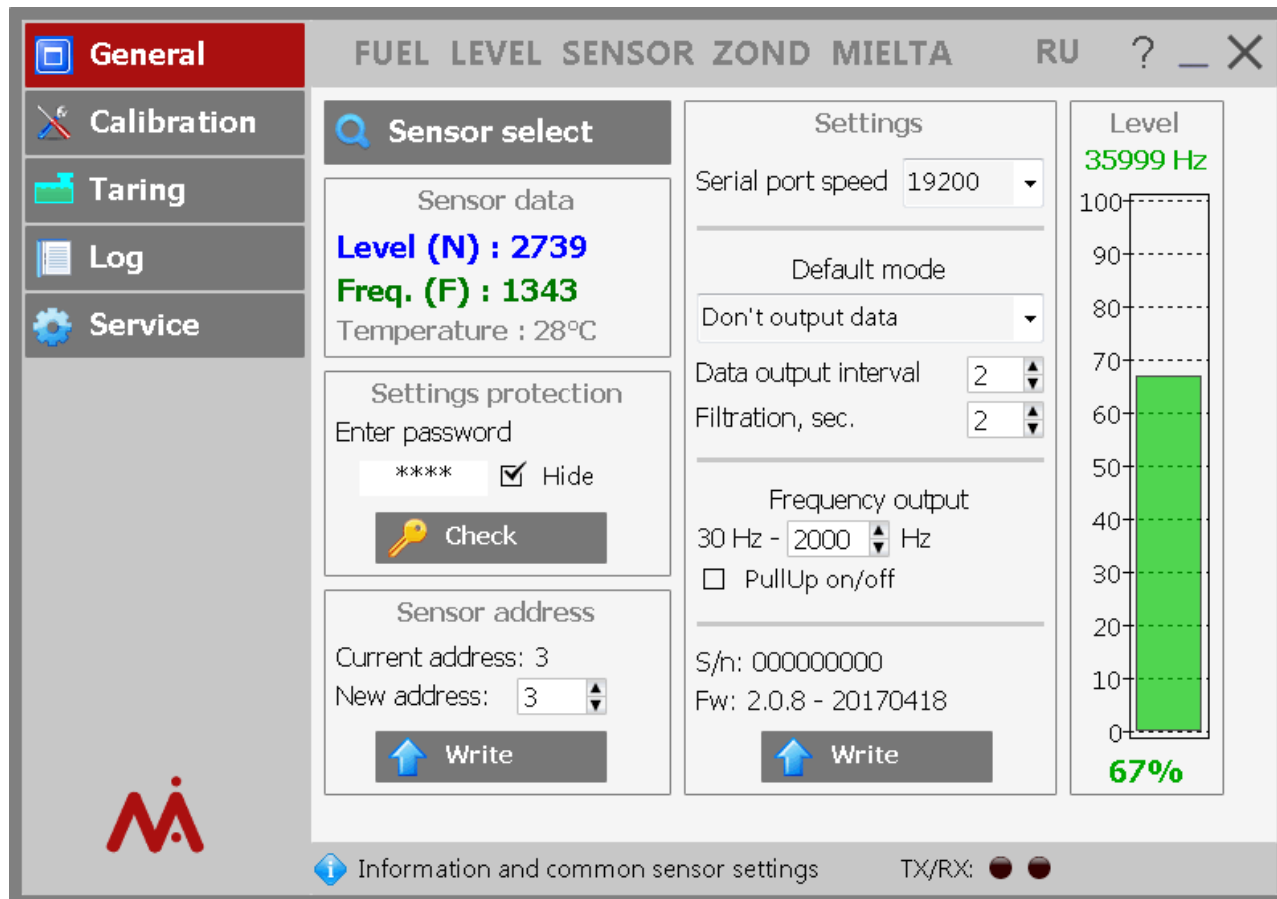 General
Calibration
Taring
Log
Service
FUEL LEVEL SENSOR ZOND MIELTA
RU ?
Sensor select
Sensor data
Level (N) : 2739
Freq. (F) : 1343
Temperature : 28°C
Settings protection
Enter password
****
Hide
Check
Sensor address
Current address: 3
New address: 3
Write
Settings
Serial port speed 19200
Default mode
Don't output data
Data output interval 2
Filtration, sec. 2
Frequency output
30 Hz - 2000 Hz
PullUp on/off
S/n: 000000000
Fw: 2.0.8 - 20170418
Write
Level
35999 Hz
100
90
80
70
60
50
40
30
20
10
0
67%
Information and common sensor settings
TX/RX: